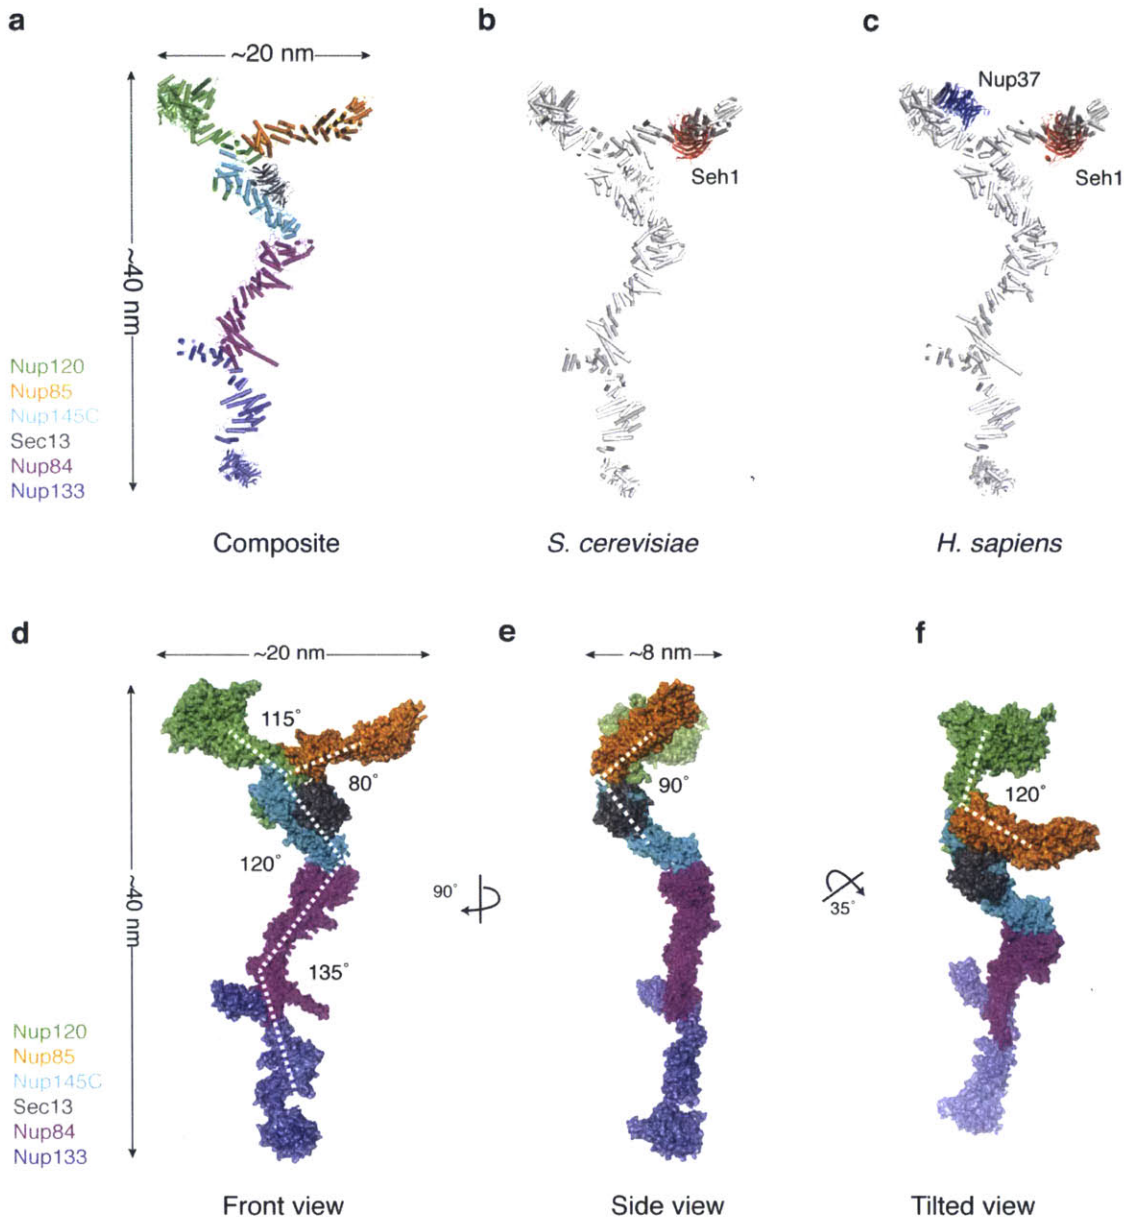 a
b
c
~20 nm
Nup37
Seh1
Seh1
~40 nm
Nup120
Nup85
Nup145C
Sec13
Nup84
Nup133
Composite
S. cerevisiae
H. sapiens
d
e
f
~20 nm
~8 nm
115°
80°
90°
120°
120°
~40 nm
90°
35°
135°
Nup120
Nup85
Nup145C
Sec13
Nup84
Nup133
Front view
Side view
Tilted view